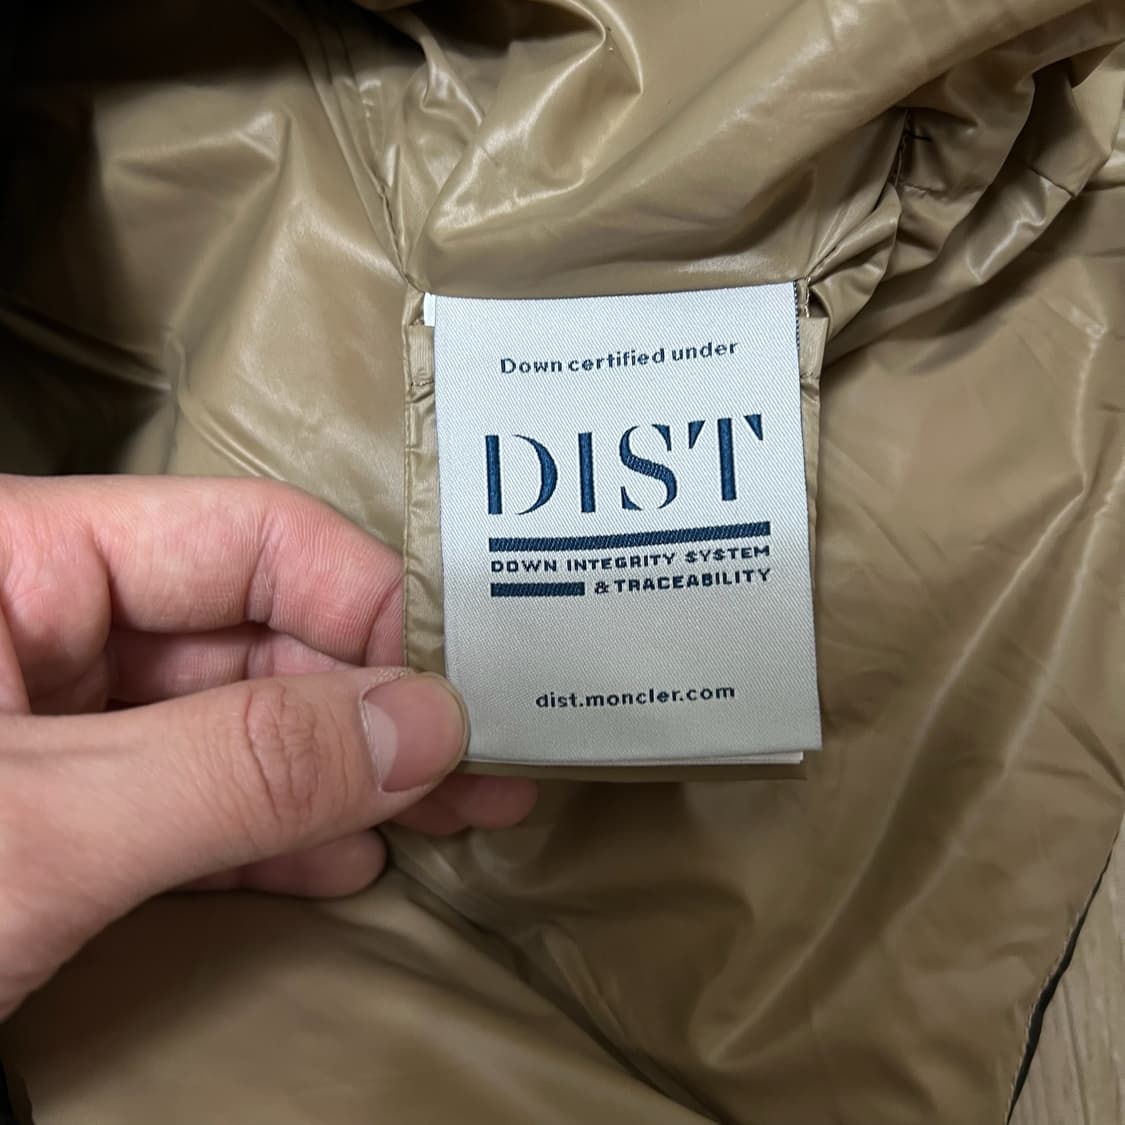 Down certified under
DIST
DOWN INTEGRITY SYSTEM
& TRACEABILITY
dist.moncler.com